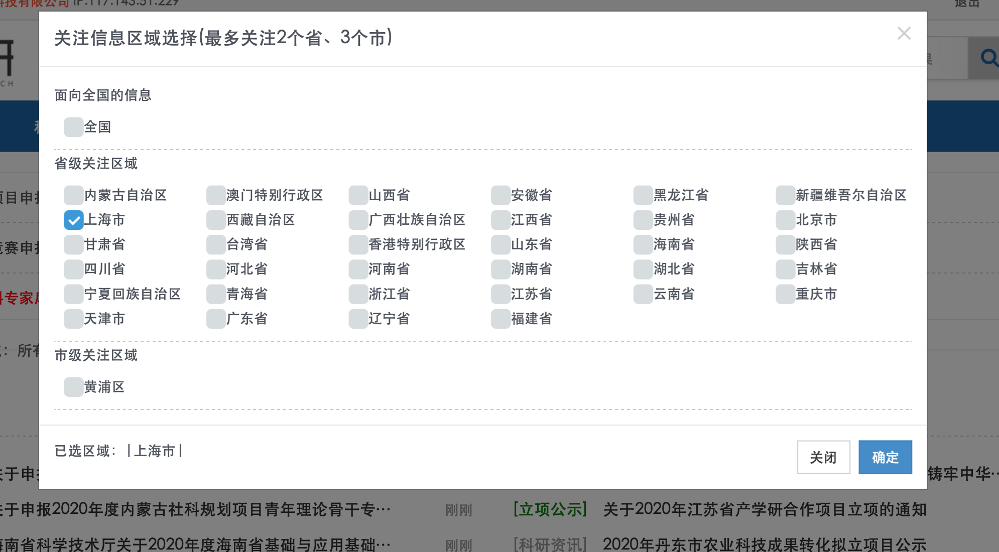 科技有限公司 IP:117.143.51.229 退出
关注信息区域选择(最多关注2个省、3个市)
CH
面向全国的信息
全国
省级关注区域
内蒙古自治区 澳门特别行政区 山西省 安徽省 黑龙江省 新疆维吾尔自治区
上海市 西藏自治区 广西壮族自治区 江西省 贵州省 北京市
甘肃省 台湾省 香港特别行政区 山东省 海南省 陕西省
四川省 河北省 河南省 湖南省 湖北省 吉林省
宁夏回族自治区 青海省 浙江省 江苏省 云南省 重庆市
天津市 广东省 辽宁省 福建省
市级关注区域
黄浦区
已选区域： |上海市|
关闭 确定
项目申
赛申
专家
：所有
关于申 铸牢中华…
关于申报2020年度内蒙古社科规划项目青年理论骨干专… 刚刚 [立项公示] 关于2020年江苏省产学研合作项目立项的通知
海南省科学技术厅关于2020年度海南省基础与应用基础… 刚刚 [科研资讯] 2020年丹东市农业科技成果转化拟立项目公示